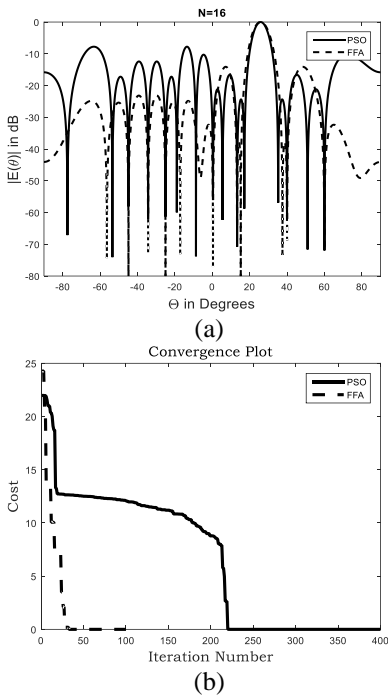 N=16
0
-10
-20
-30
-40
-50
-60
-70
-80
|E(θ)| in dB
PSO
FFA
-80 -60 -40 -20 0 20 40 60 80
Θ in Degrees
(a)
Convergence Plot
25
20
15
10
5
0
Cost
PSO
FFA
0 50 100 150 200 250 300 350 400
Iteration Number
(b)